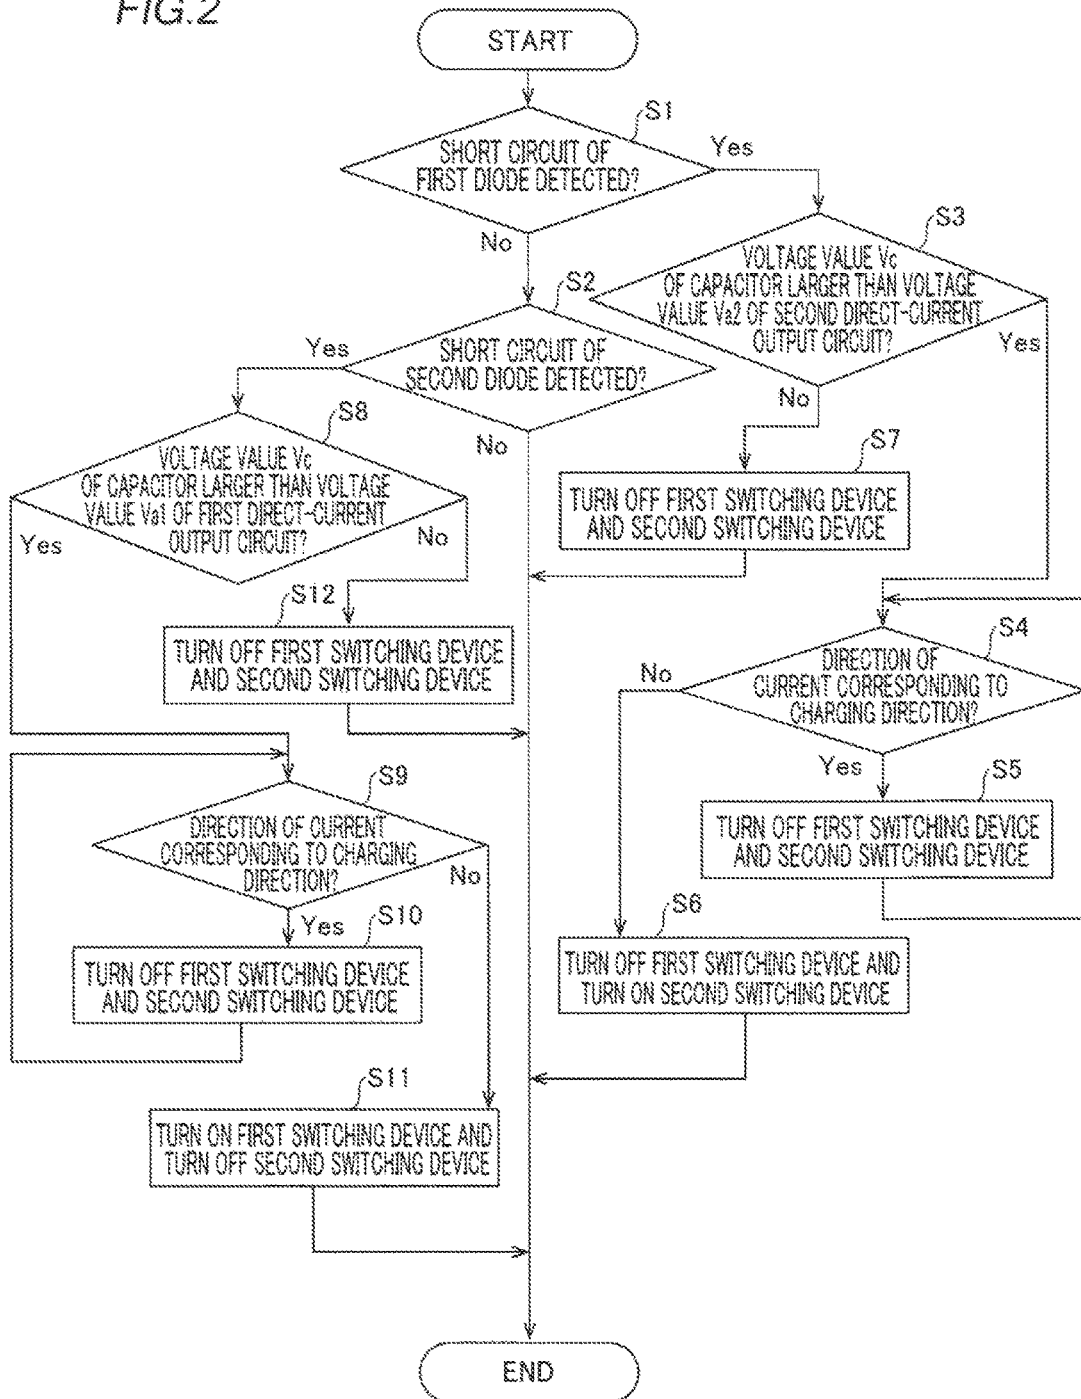 FIG.2
START
S1
SHORT CIRCUIT OF
FIRST DIODE DETECTED?
Yes
No
S3
VOLTAGE VALUE Vc
OF CAPACITOR LARGER THAN VOLTAGE
VALUE Va2 OF SECOND DIRECT-CURRENT
OUTPUT CIRCUIT?
Yes
No
S2
SHORT CIRCUIT OF
SECOND DIODE DETECTED?
Yes
No
S8
VOLTAGE VALUE Vc
OF CAPACITOR LARGER THAN VOLTAGE
VALUE Va1 OF FIRST DIRECT-CURRENT
OUTPUT CIRCUIT?
Yes
No
S7
TURN OFF FIRST SWITCHING DEVICE
AND SECOND SWITCHING DEVICE
S12
TURN OFF FIRST SWITCHING DEVICE
AND SECOND SWITCHING DEVICE
S4
DIRECTION OF
CURRENT CORRESPONDING TO
CHARGING DIRECTION?
No
Yes
S5
TURN OFF FIRST SWITCHING DEVICE
AND SECOND SWITCHING DEVICE
S9
DIRECTION OF CURRENT
CORRESPONDING TO CHARGING
DIRECTION?
No
Yes
S10
TURN OFF FIRST SWITCHING DEVICE
AND SECOND SWITCHING DEVICE
S6
TURN OFF FIRST SWITCHING DEVICE AND
TURN ON SECOND SWITCHING DEVICE
S11
TURN ON FIRST SWITCHING DEVICE AND
TURN OFF SECOND SWITCHING DEVICE
END